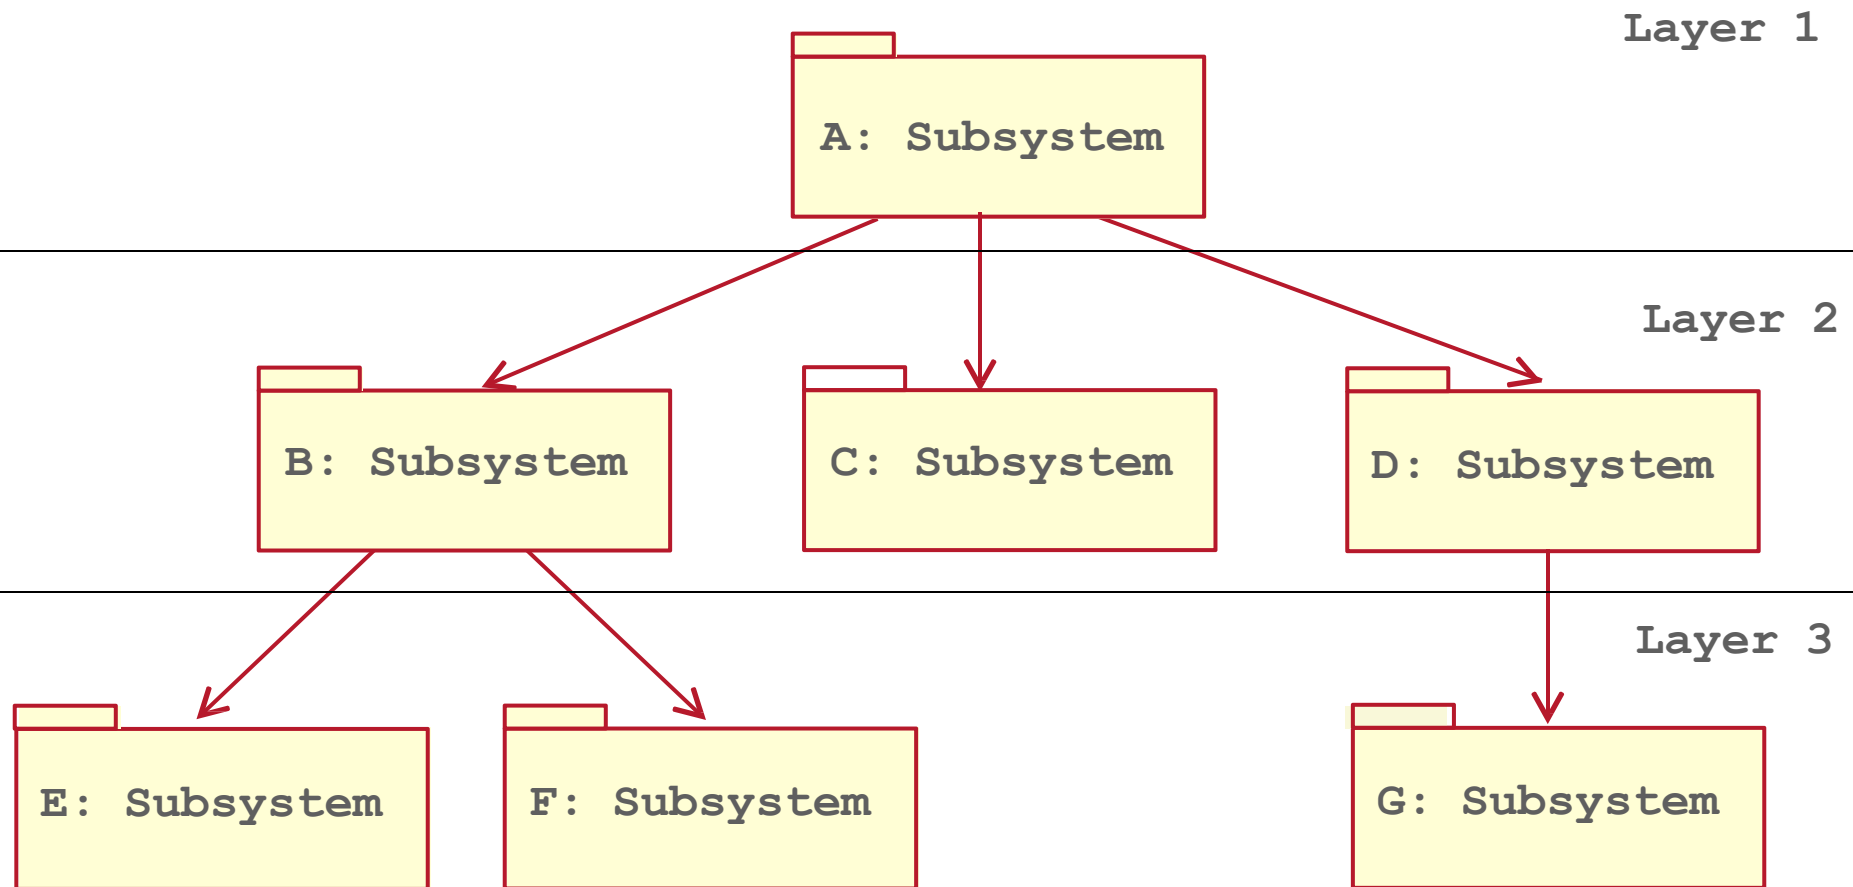 Layer 1
A: Subsystem
Layer 2
B: Subsystem
C: Subsystem
D: Subsystem
Layer 3
E: Subsystem
F: Subsystem
G: Subsystem